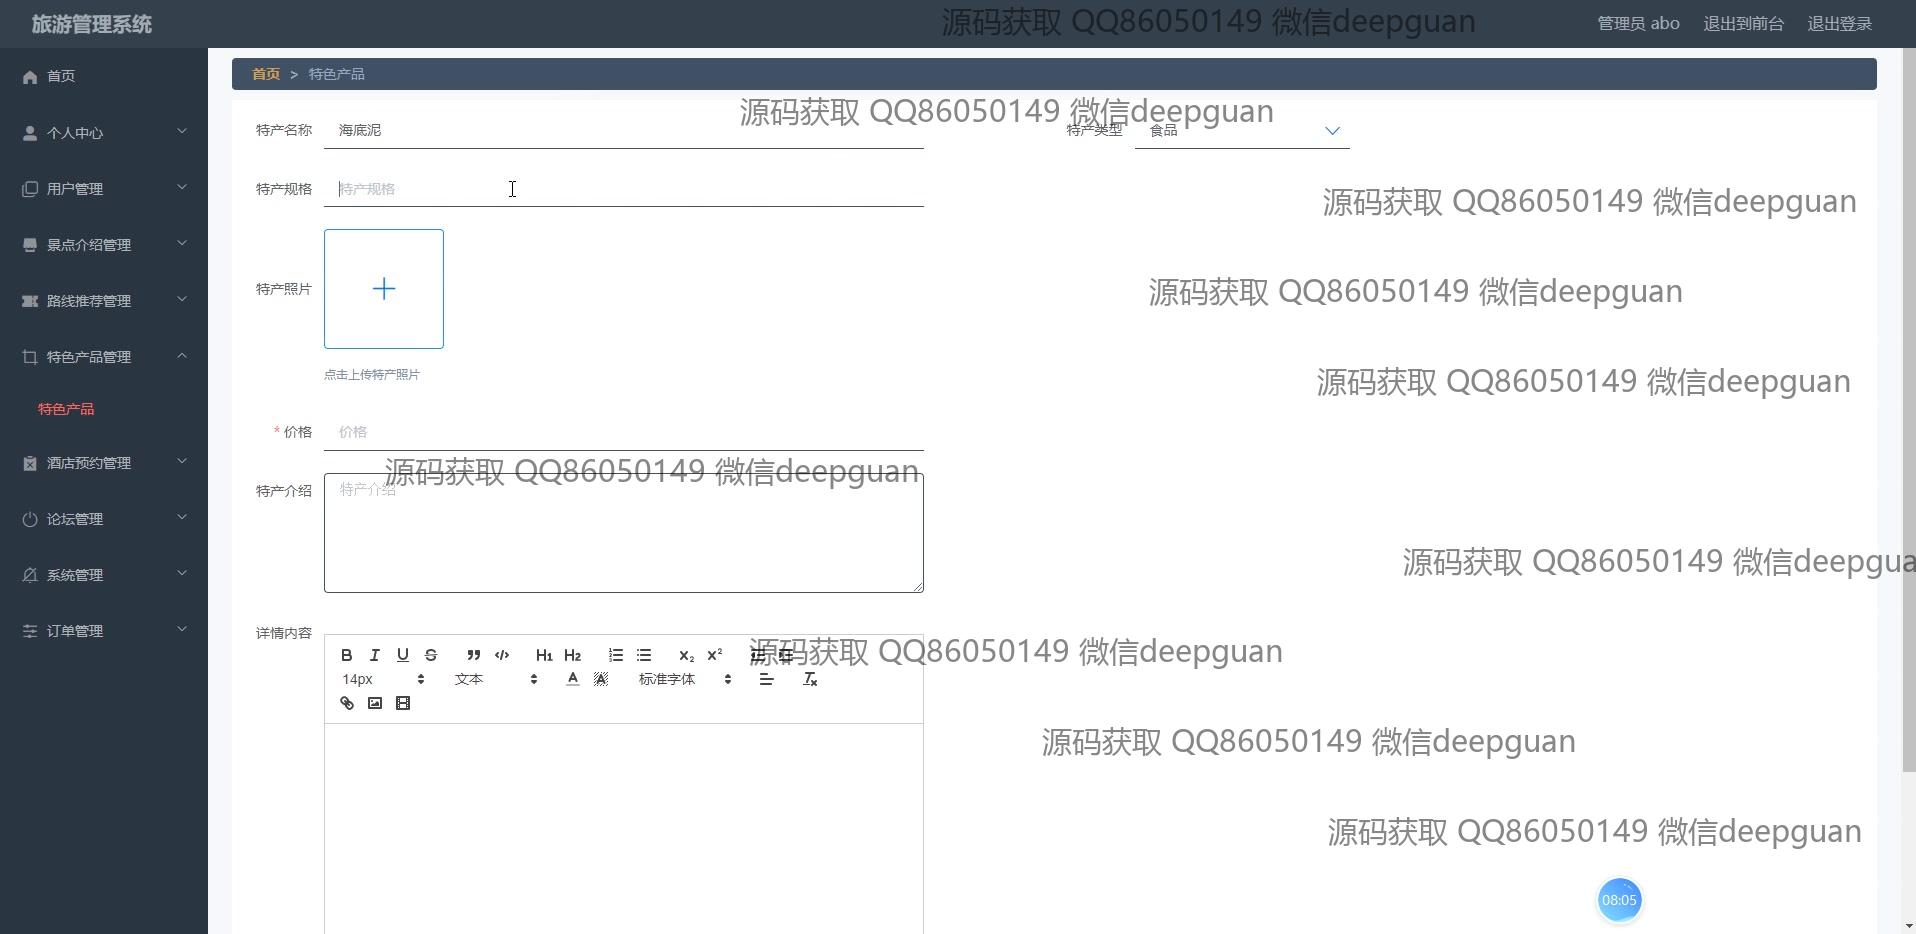 旅游管理系统
源码获取 QQ86050149 微信deepguan
管理员 abo 退出到前台 退出登录
首页
个人中心
用户管理
景点介绍管理
路线推荐管理
特色产品管理
特色产品
酒店预约管理
论坛管理
系统管理
订单管理
首页 > 特色产品
源码获取 QQ86050149 微信deepguan
特产名称 海底泥 特产类型 食品
特产规格 特产规格
源码获取 QQ86050149 微信deepguan
特产照片
源码获取 QQ86050149 微信deepguan
点击上传特产照片
源码获取 QQ86050149 微信deepguan
* 价格 价格
源码获取 QQ86050149 微信deepguan
特产介绍 特产介绍
源码获取 QQ86050149 微信deepgua
详情内容
B I U S H1 H2 X2 X2
源码获取 QQ86050149 微信deepguan
14px 文本 A A 标准字体 Tx
源码获取 QQ86050149 微信deepguan
源码获取 QQ86050149 微信deepguan
08:05